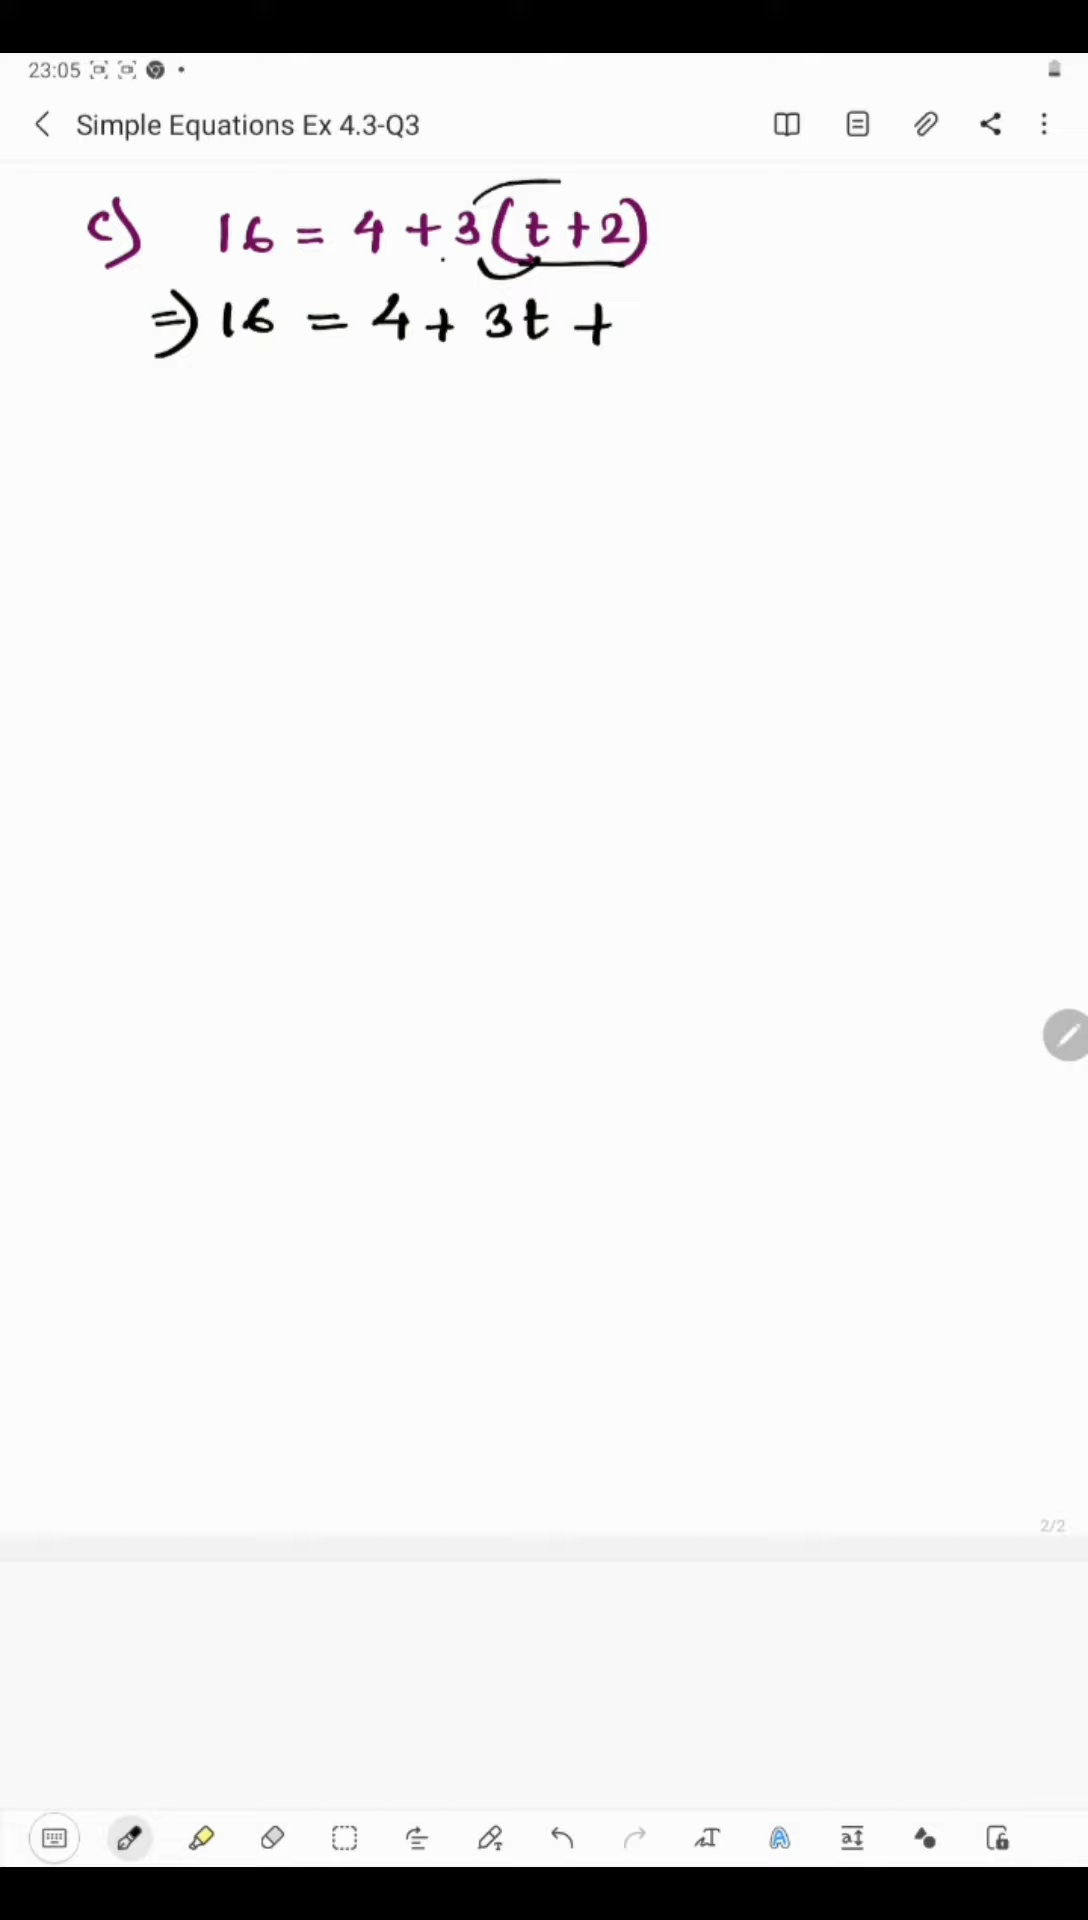 23:05
Simple Equations Ex 4.3-Q3
c) 16 = 4 + 3(t + 2)
⇒ 16 = 4 + 3t +
2/2